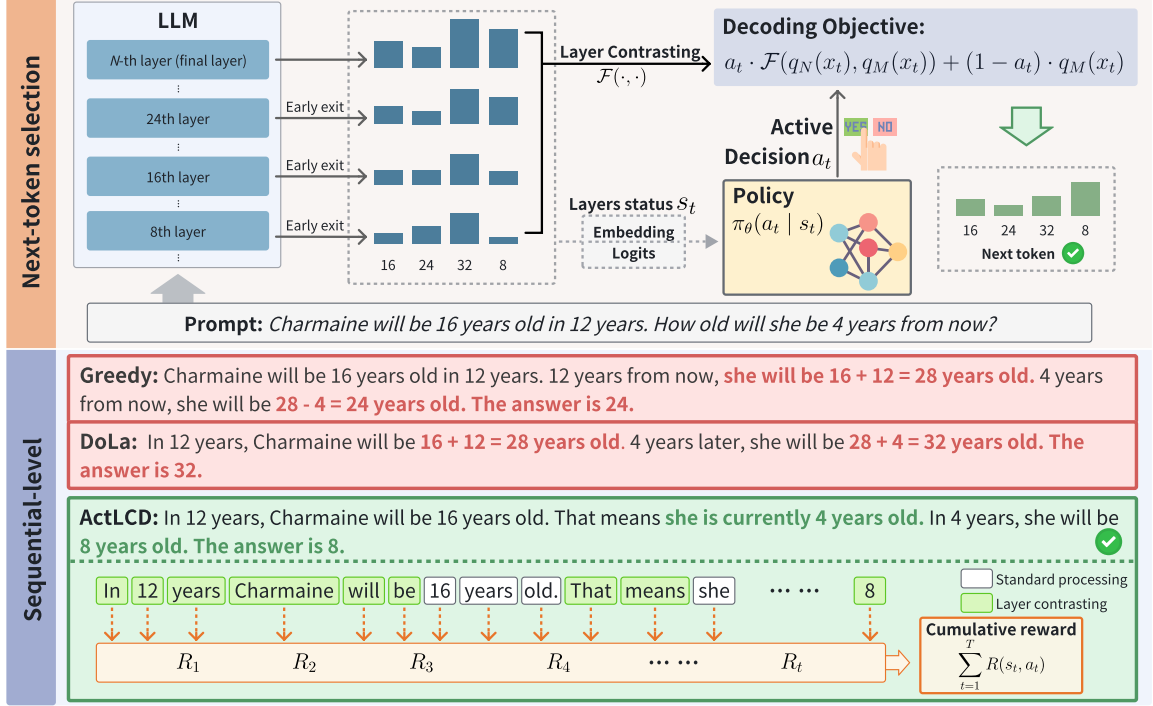 Next-token selection
LLM
N-th layer (final layer)
24th layer
16th layer
8th layer
Early exit
Early exit
Early exit
16 24 32 8
Layer Contrasting
F(·,·)
Decoding Objective:
a_t · F(q_N(x_t), q_M(x_t)) + (1 − a_t) · q_M(x_t)
Active
Decision a_t
YES NO
Layers status s_t
Embedding
Logits
Policy
π_θ(a_t | s_t)
16 24 32 8
Next token
Prompt: Charmaine will be 16 years old in 12 years. How old will she be 4 years from now?
Sequential-level
Greedy: Charmaine will be 16 years old in 12 years. 12 years from now, she will be 16 + 12 = 28 years old. 4 years
from now, she will be 28 - 4 = 24 years old. The answer is 24.
DoLa: In 12 years, Charmaine will be 16 + 12 = 28 years old. 4 years later, she will be 28 + 4 = 32 years old. The
answer is 32.
ActLCD: In 12 years, Charmaine will be 16 years old. That means she is currently 4 years old. In 4 years, she will be
8 years old. The answer is 8.
In 12 years Charmaine will be 16 years old. That means she ... ... 8
Standard processing
Layer contrasting
R_1 R_2 R_3 R_4 ... ... R_t
Cumulative reward
∑_{t=1}^{T} R(s_t, a_t)